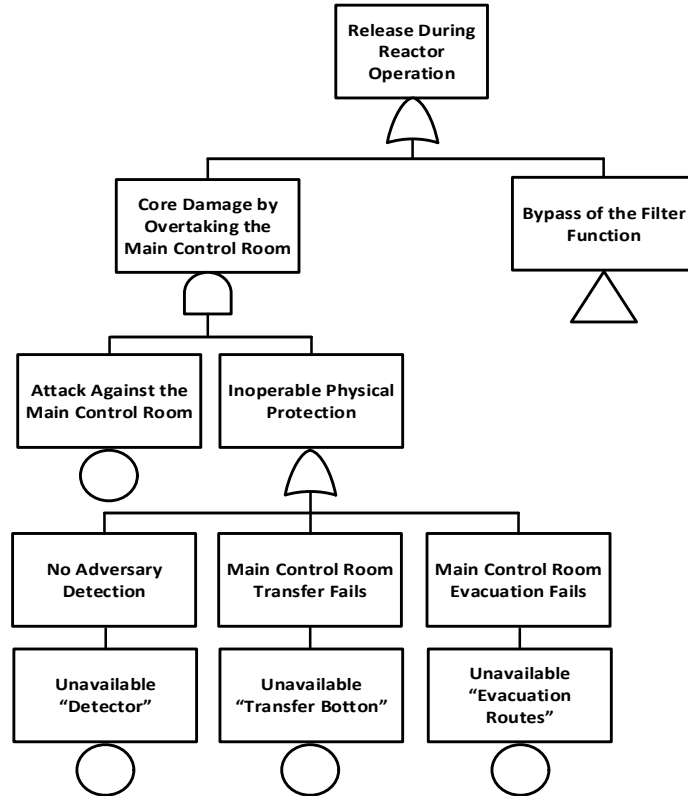 Release During
Reactor
Operation
Core Damage by
Overtaking the
Main Control Room
Bypass of the Filter
Function
Attack Against the
Main Control Room
Inoperable Physical
Protection
No Adversary
Detection
Main Control Room
Transfer Fails
Main Control Room
Evacuation Fails
Unavailable
“Detector”
Unavailable
“Transfer Botton”
Unavailable
“Evacuation
Routes”